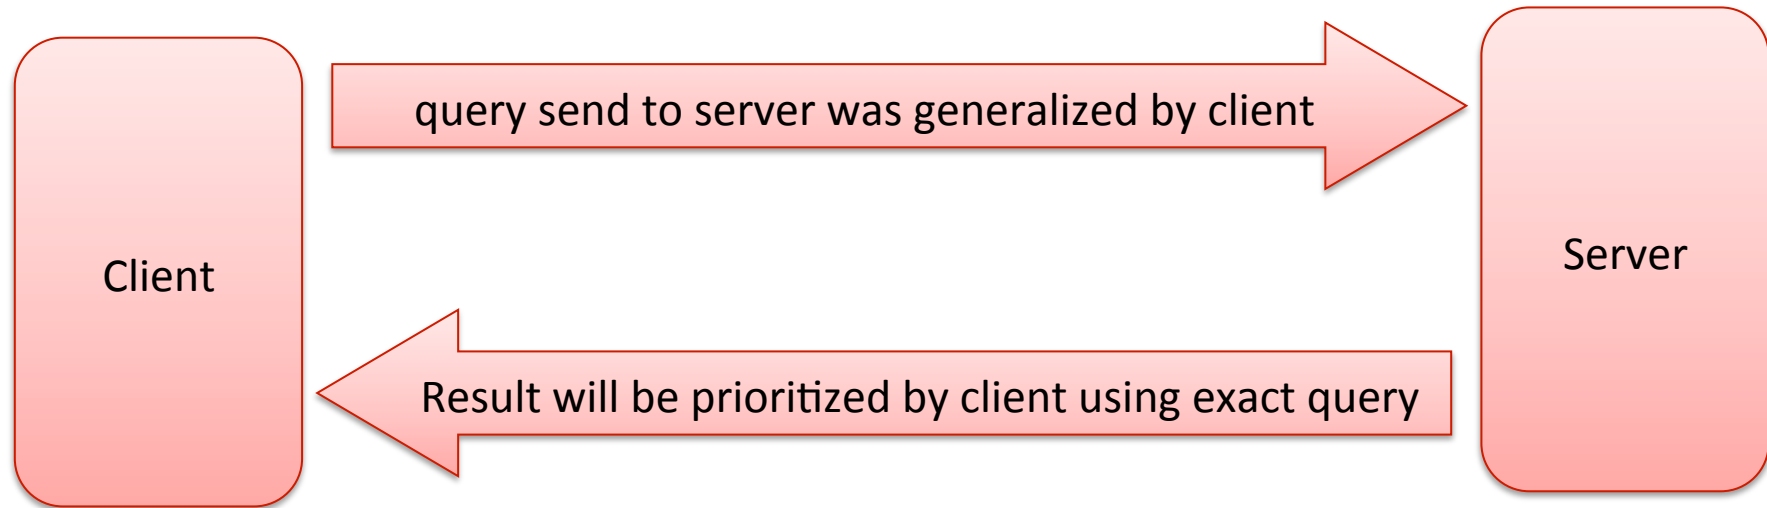 query send to server was generalized by client
Client
Server
Result will be prioritized by client using exact query